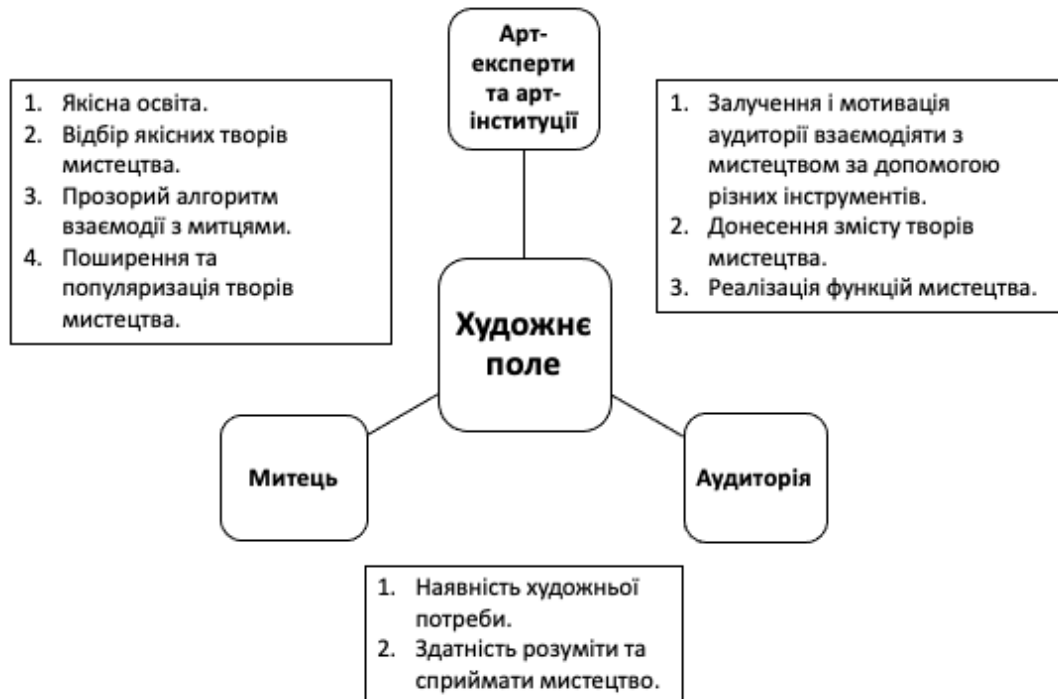 Арт-
експерти
та арт-
інституції
1. Якісна освіта.
2. Відбір якісних творів
мистецтва.
3. Прозорий алгоритм
взаємодії з митцями.
4. Поширення та
популяризація творів
мистецтва.
1. Залучення і мотивація
аудиторії взаємодіяти з
мистецтвом за допомогою
різних інструментів.
2. Донесення змісту творів
мистецтва.
3. Реалізація функцій мистецтва.
Художнє
поле
Митець
Аудиторія
1. Наявність художньої
потреби.
2. Здатність розуміти та
сприймати мистецтво.